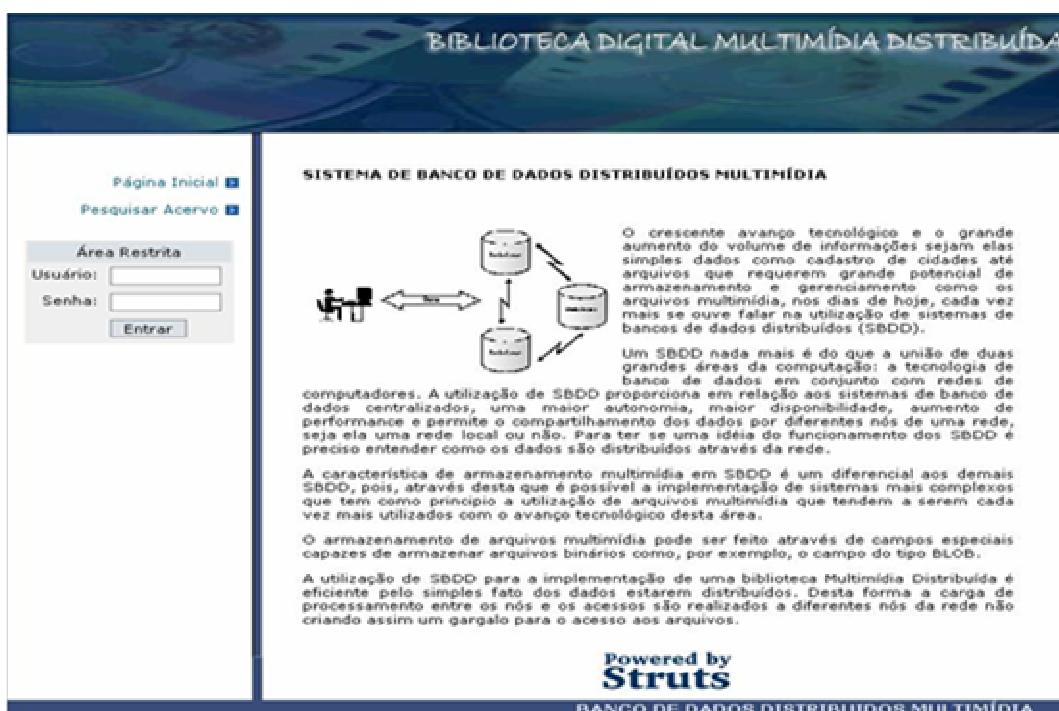 BIBLIOTECA DIGITAL MULTIMÍDIA DISTRIBUÍDA
Página Inicial
Pesquisar Acervo
Área Restrita
Usuário:
Senha:
Entrar
SISTEMA DE BANCO DE DADOS DISTRIBUÍDOS MULTIMÍDIA
O crescente avanço tecnológico e o grande
aumento do volume de informações sejam elas
simples dados como cadastro de cidades até
arquivos que requerem grande potencial de
armazenamento e gerenciamento como os
arquivos multimídia, nos dias de hoje, cada vez
mais se ouve falar na utilização de sistemas de
bancos de dados distribuídos (SBDD).
Um SBDD nada mais é do que a união de duas
grandes áreas da computação: a tecnologia de
banco de dados em conjunto com redes de
computadores. A utilização de SBDD proporciona em relação aos sistemas de banco de
dados centralizados, uma maior autonomia, maior disponibilidade, aumento de
performance e permite o compartilhamento dos dados por diferentes nós de uma rede,
seja ela uma rede local ou não. Para ter se uma idéia do funcionamento dos SBDD é
preciso entender como os dados são distribuídos através da rede.
A característica de armazenamento multimídia em SBDD é um diferencial aos demais
SBDD, pois, através desta que é possível a implementação de sistemas mais complexos
que tem como principio a utilização de arquivos multimídia que tendem a serem cada
vez mais utilizados com o avanço tecnológico desta área.
O armazenamento de arquivos multimídia pode ser feito através de campos especiais
capazes de armazenar arquivos binários como, por exemplo, o campo do tipo BLOB.
A utilização de SBDD para a implementação de uma biblioteca Multimídia Distribuída é
eficiente pelo simples fato dos dados estarem distribuídos. Desta forma a carga de
processamento entre os nós e os acessos são realizados a diferentes nós da rede não
criando assim um gargalo para o acesso aos arquivos.
Powered by
Struts
BANCO DE DADOS DISTRIBUIDOS MULTIMÍDIA